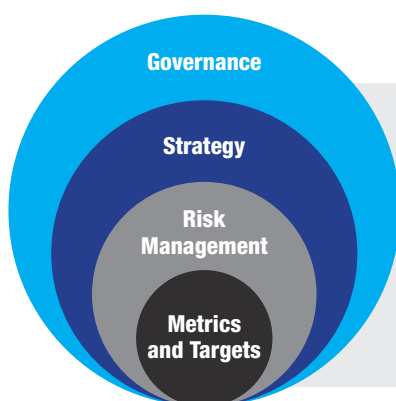 Governance
Strategy
Risk
Management
Metrics
and Targets